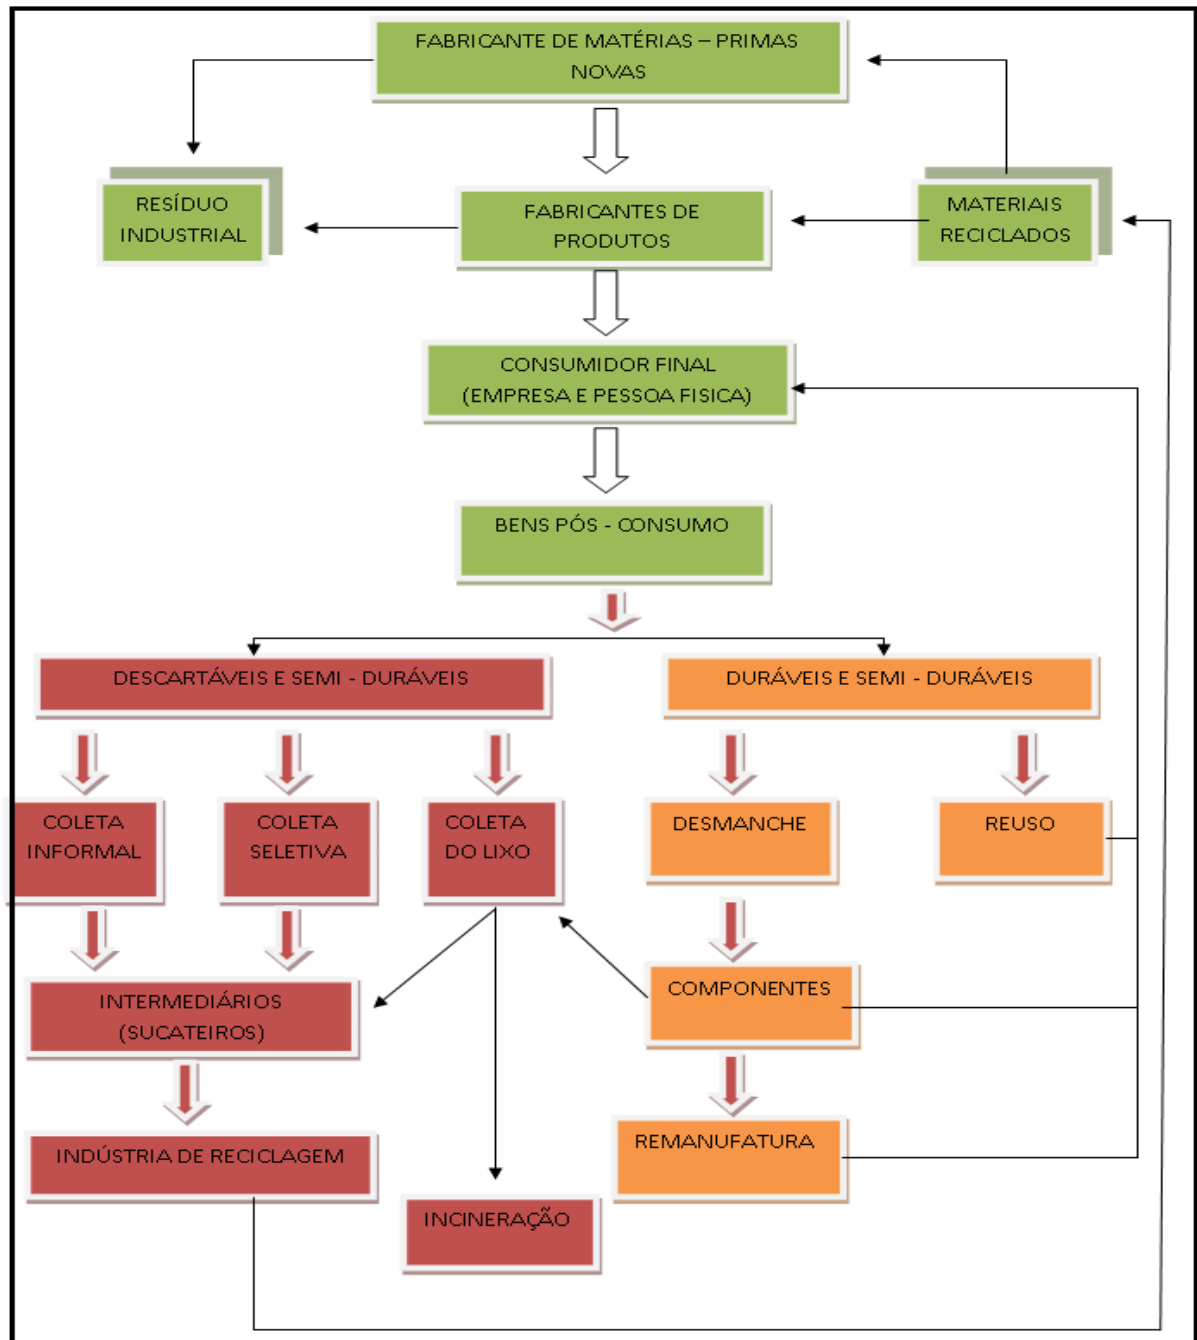 FABRICANTE DE MATÉRIAS – PRIMAS
NOVAS
RESÍDUO
INDUSTRIAL
FABRICANTES DE
PRODUTOS
MATERIAIS
RECICLADOS
CONSUMIDOR FINAL
(EMPRESA E PESSOA FISICA)
BENS PÓS - CONSUMO
DESCARTÁVEIS E SEMI - DURÁVEIS
DURÁVEIS E SEMI - DURÁVEIS
COLETA
INFORMAL
COLETA
SELETIVA
COLETA
DO LIXO
DESMANCHE
REUSO
INTERMEDIÁRIOS
(SUCATEIROS)
COMPONENTES
INDÚSTRIA DE RECICLAGEM
REMANUFATURA
INCINERAÇÃO